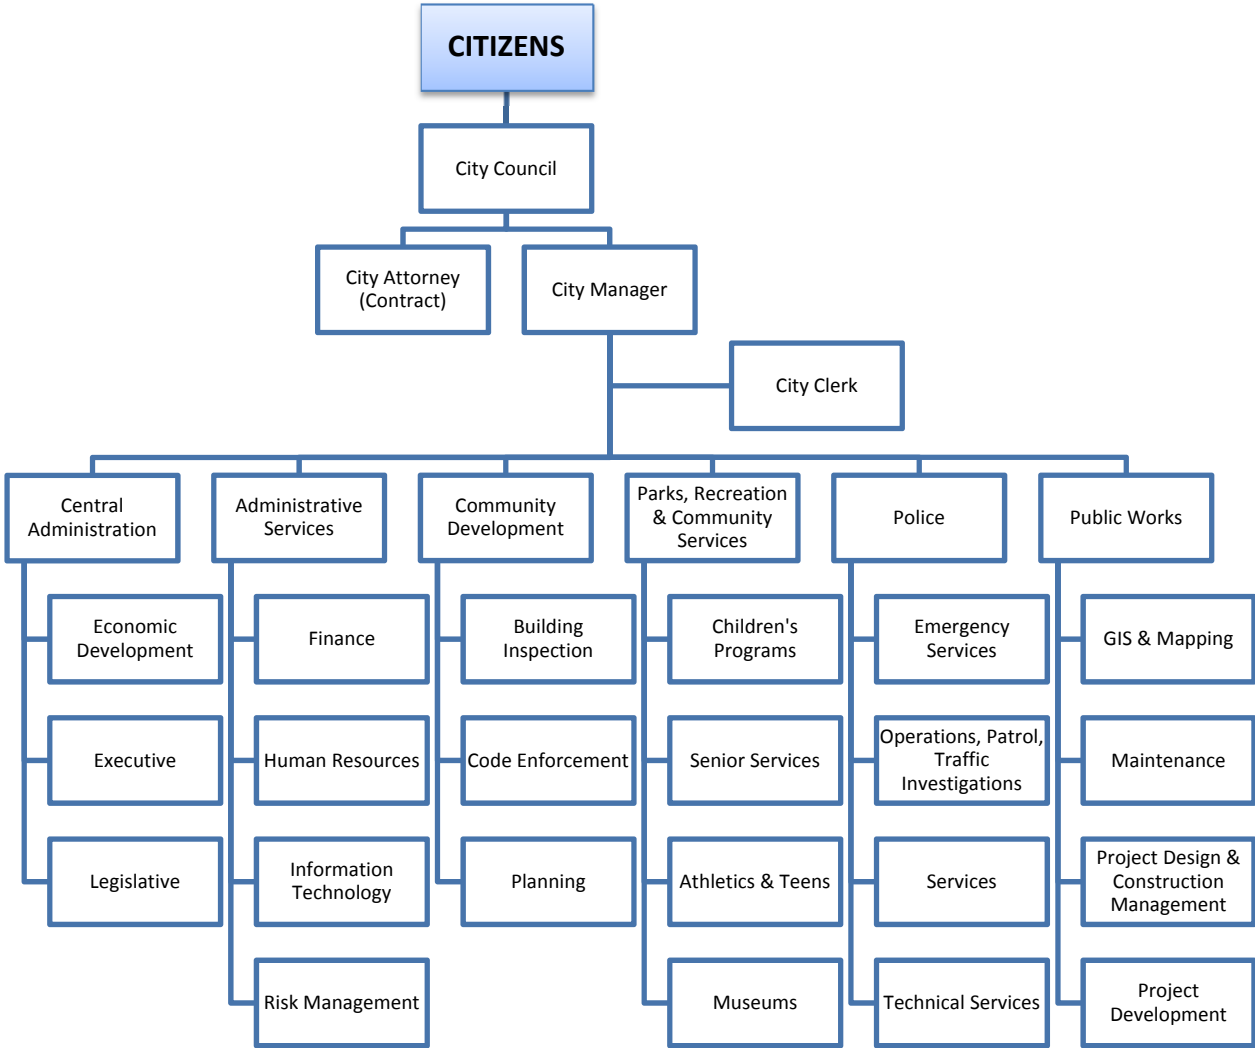 CITIZENS
City Council
City Attorney
(Contract)
City Manager
City Clerk
Central
Administration
Administrative
Services
Community
Development
Parks, Recreation
& Community
Services
Police
Public Works
Economic
Development
Finance
Building
Inspection
Children's
Programs
Emergency
Services
GIS & Mapping
Executive
Human Resources
Code Enforcement
Senior Services
Operations, Patrol,
Traffic
Investigations
Maintenance
Legislative
Information
Technology
Planning
Athletics & Teens
Services
Project Design &
Construction
Management
Risk Management
Museums
Technical Services
Project
Development